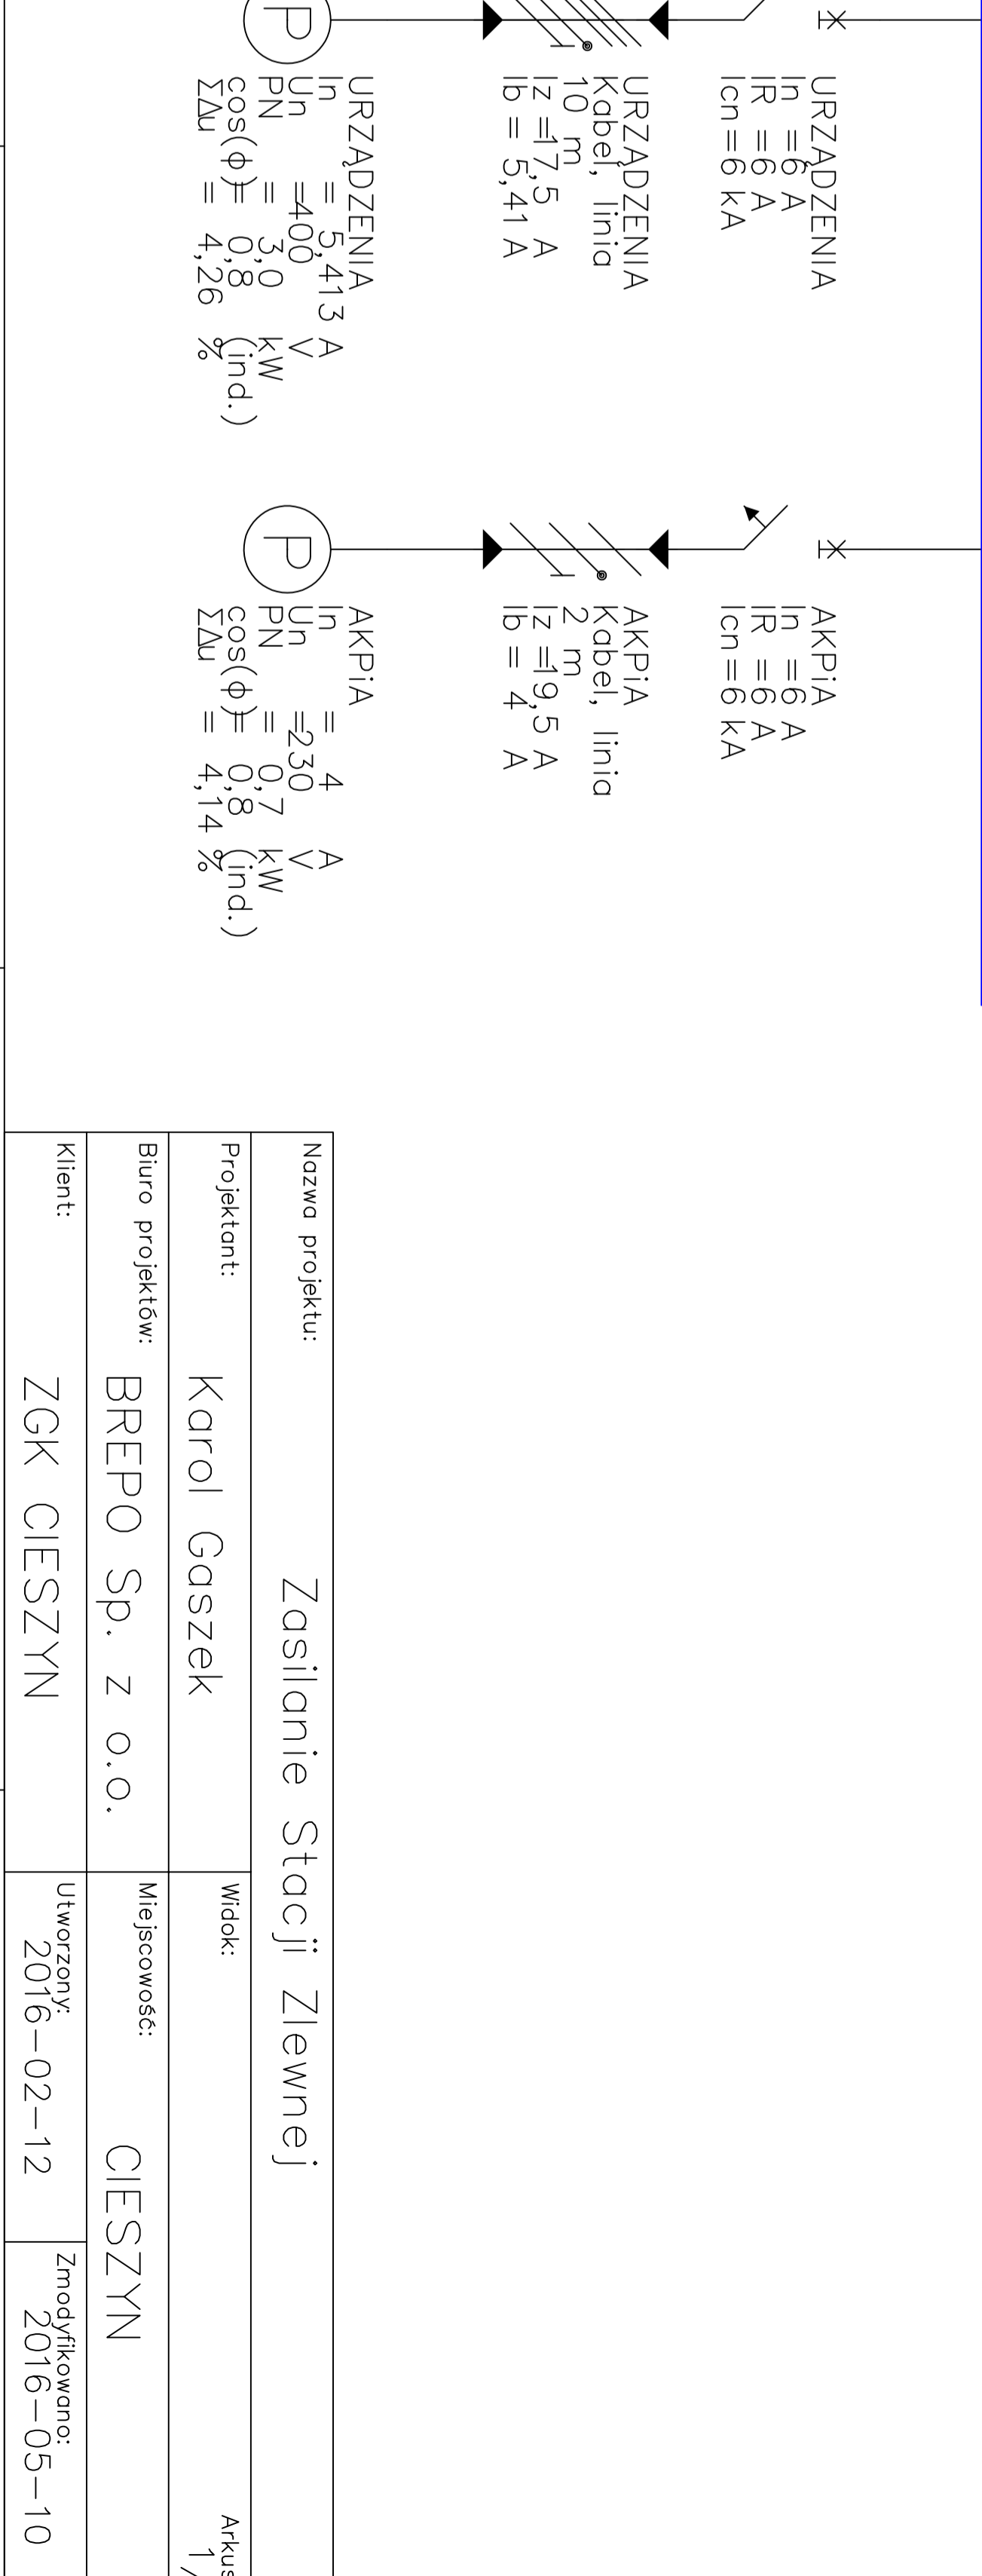 URZĄDZENIA
In =6 A
IR =6 A
Icn=6 kA
URZĄDZENIA
Kabel, linia
10 m
Iz =17,5 A
Ib = 5,41 A
P
URZĄDZENIA
In = 5,413 A
Un =400 V
PN = 3,0 kW
cos(φ)= 0,8 (ind.)
ΣΔu = 4,26 %
AKPiA
In =6 A
IR =6 A
Icn=6 kA
AKPiA
Kabel, linia
2 m
Iz =19,5 A
Ib = 4 A
P
AKPiA
In = 4 A
Un =230 V
PN = 0,7 kW
cos(φ)= 0,8 (ind.)
ΣΔu = 4,14 %
Nazwa projektu: Zasilanie Stacji Zlewnej
Projektant: Karol Gaszek
Widok:
Biuro projektów: BREPO Sp. z o.o.
Miejscowość: CIESZYN
Klient: ZGK CIESZYN
Utworzony: 2016-02-12
Zmodyfikowano: 2016-05-10